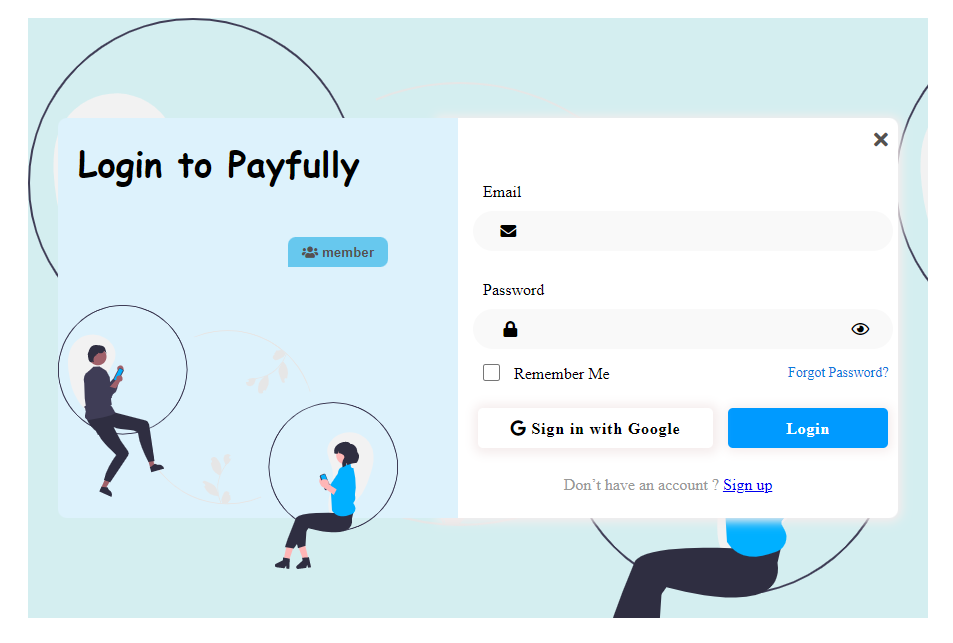 Login to Payfully
member
Email
Password
Remember Me
Forgot Password?
G Sign in with Google
Login
Don’t have an account ? Sign up